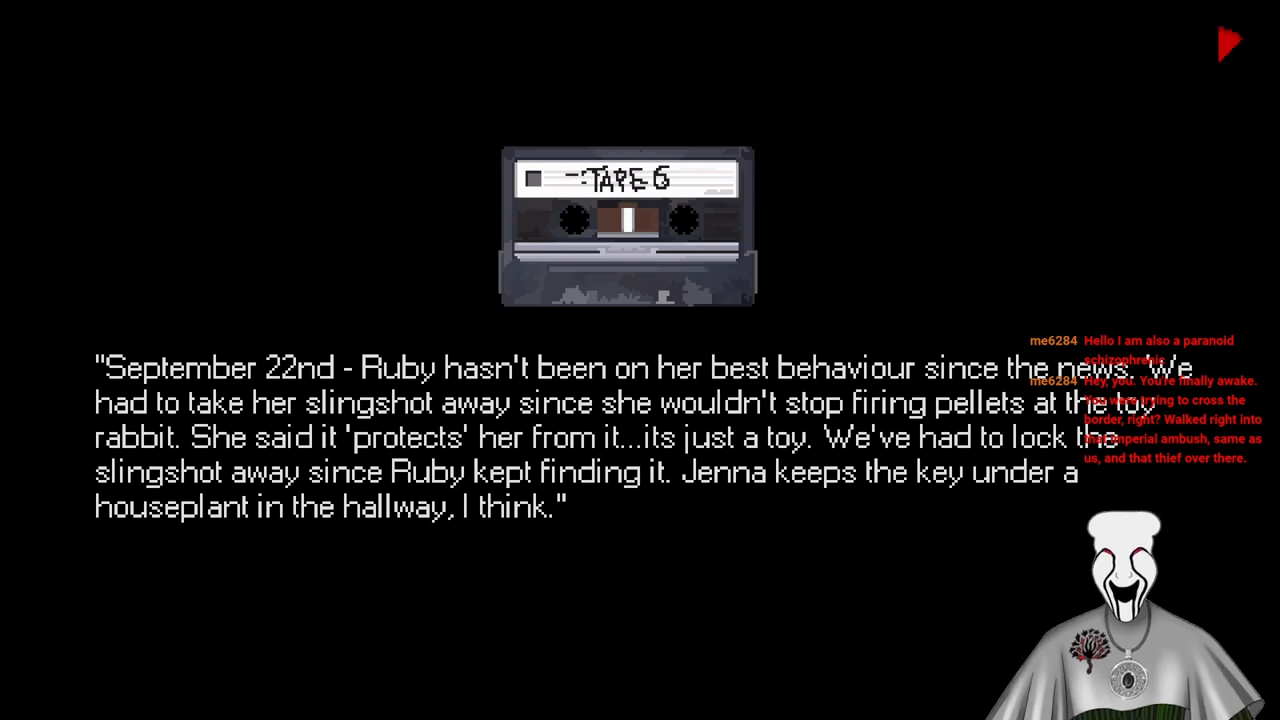 -:TAPE 6
"September 22nd - Ruby hasn't been on her best behaviour since the news. We
had to take her slingshot away since she wouldn't stop firing pellets at the toy
rabbit. She said it 'protects' her from it...its just a toy. We've had to lock the
slingshot away since Ruby kept finding it. Jenna keeps the key under a
houseplant in the hallway, I think."
me6284 Hello I am also a paranoid
schizophrenic
me6284 Hey, you. You're finally awake.
You were trying to cross the
border, right? Walked right into
that Imperial ambush, same as
us, and that thief over there.